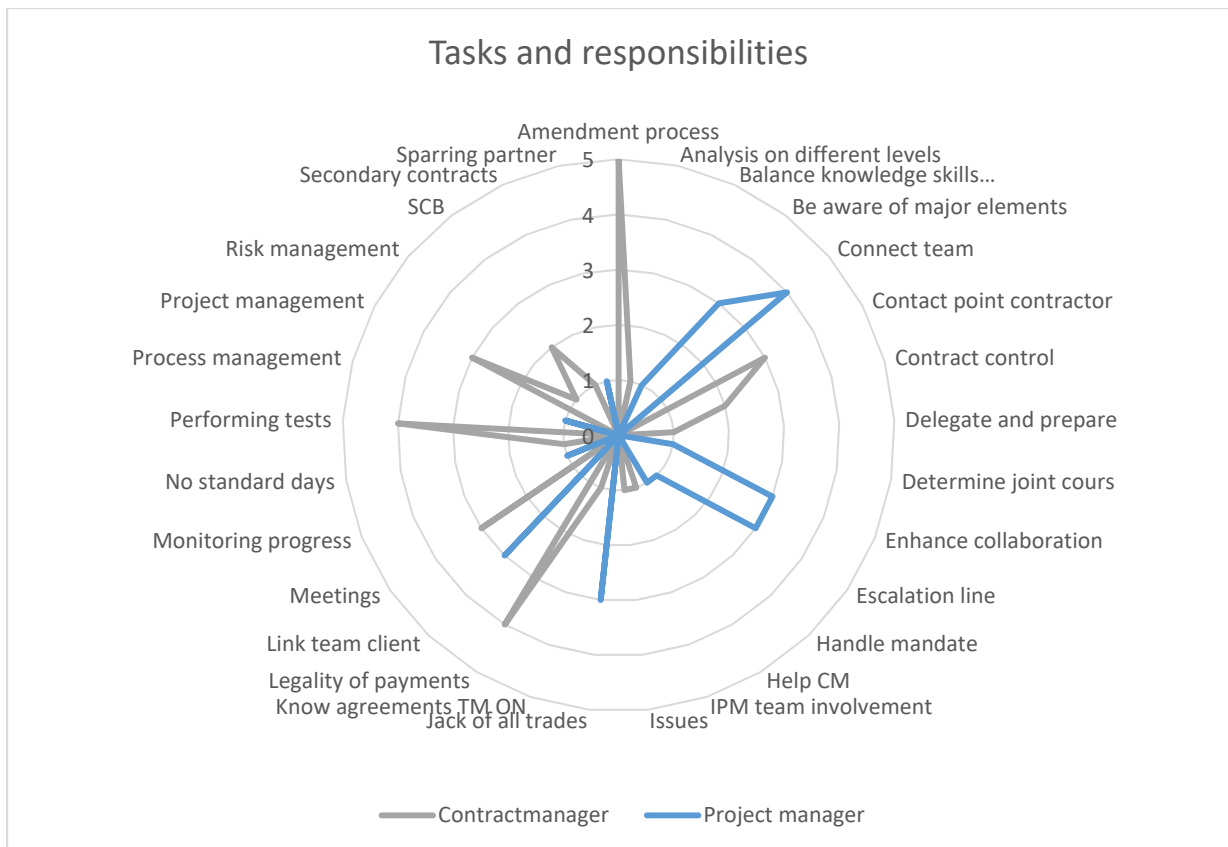 Tasks and responsibilities
Amendment process
Analysis on different levels
Balance knowledge skills…
Be aware of major elements
Connect team
Contact point contractor
Contract control
Delegate and prepare
Determine joint cours
Enhance collaboration
Escalation line
Handle mandate
Help CM
IPM team involvement
Issues
Jack of all trades
Know agreements TM ON
Legality of payments
Link team client
Meetings
Monitoring progress
No standard days
Performing tests
Process management
Project management
Risk management
SCB
Secondary contracts
Sparring partner
5
4
3
2
1
0
Contractmanager
Project manager